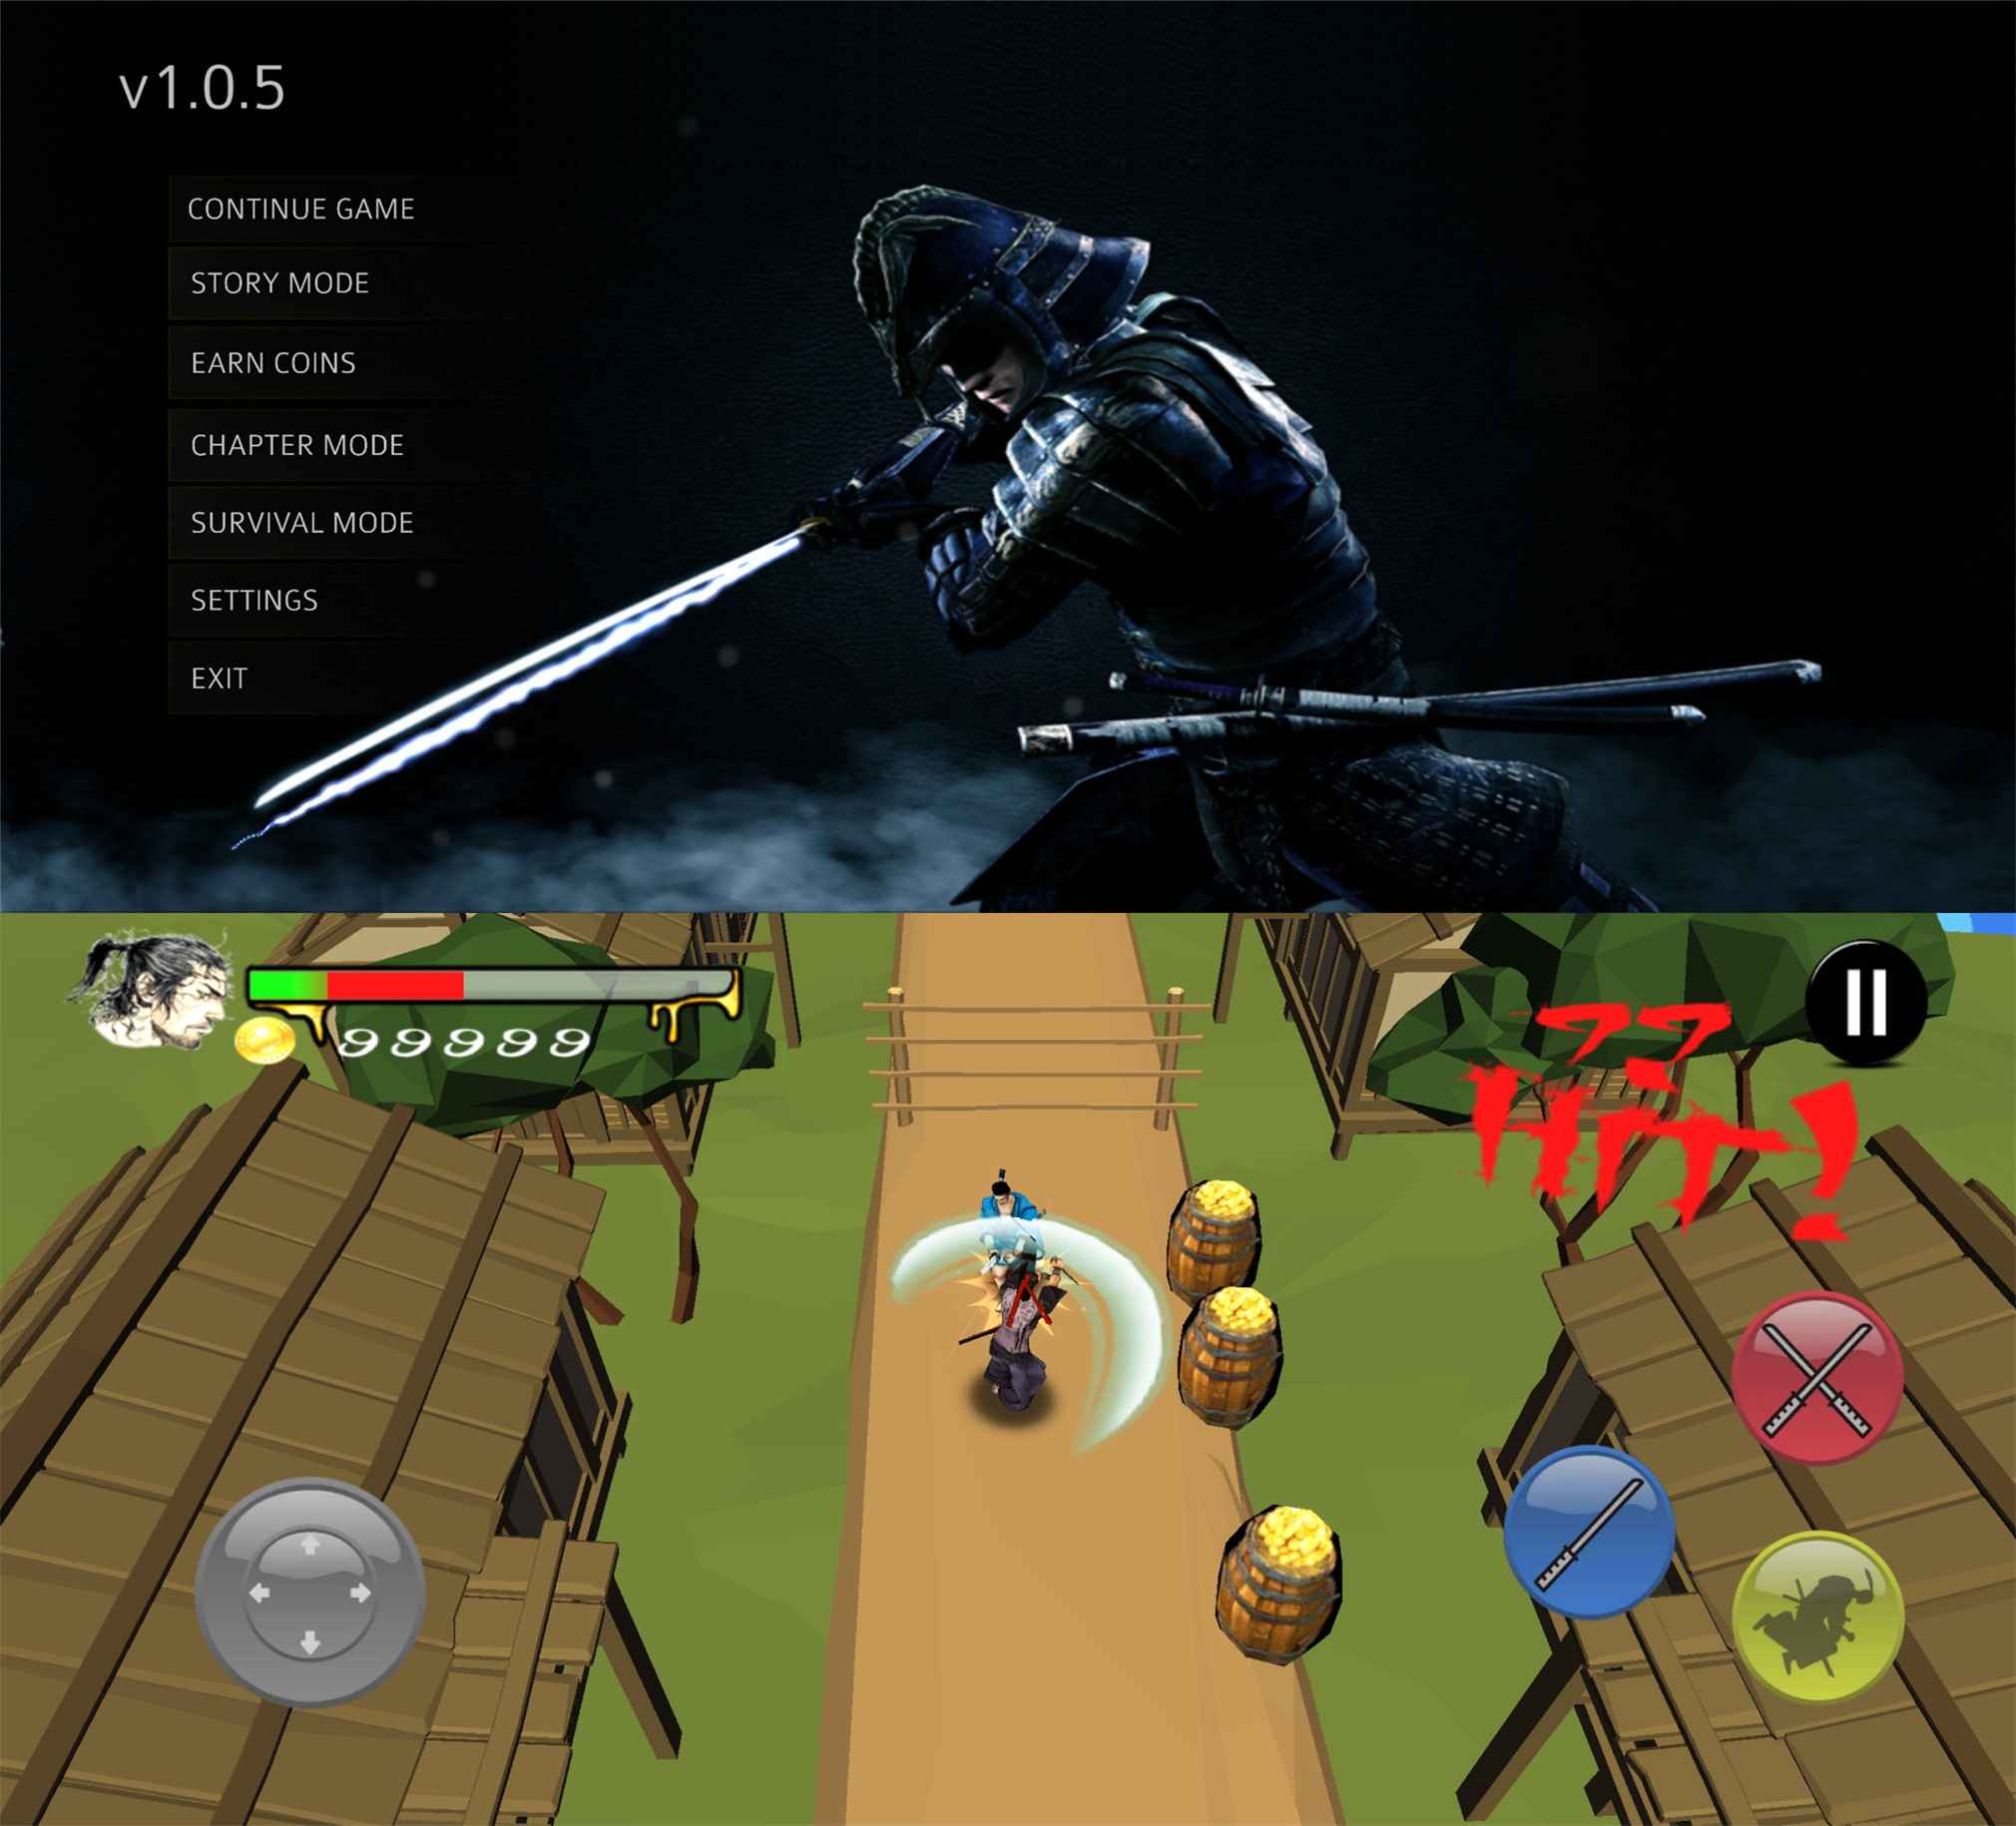 v1.0.5
CONTINUE GAME
STORY MODE
EARN COINS
CHAPTER MODE
SURVIVAL MODE
SETTINGS
EXIT
99999
77
Hit!